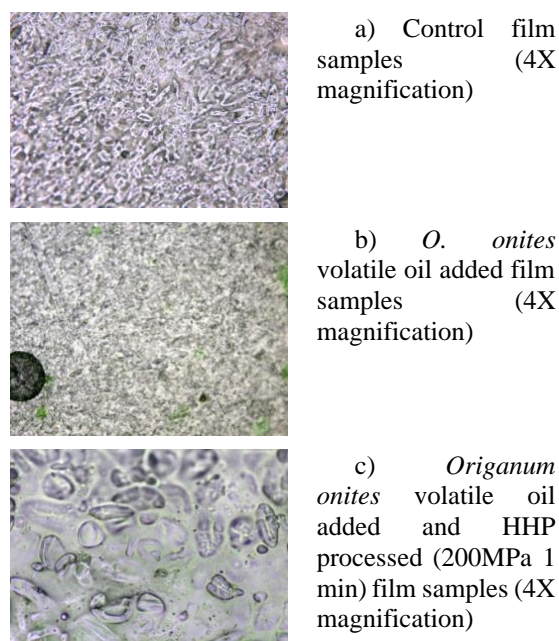 a) Control film
samples (4X
magnification)
b) O. onites
volatile oil added film
samples (4X
magnification)
c) Origanum
onites volatile oil
added and HHP
processed (200MPa 1
min) film samples (4X
magnification)